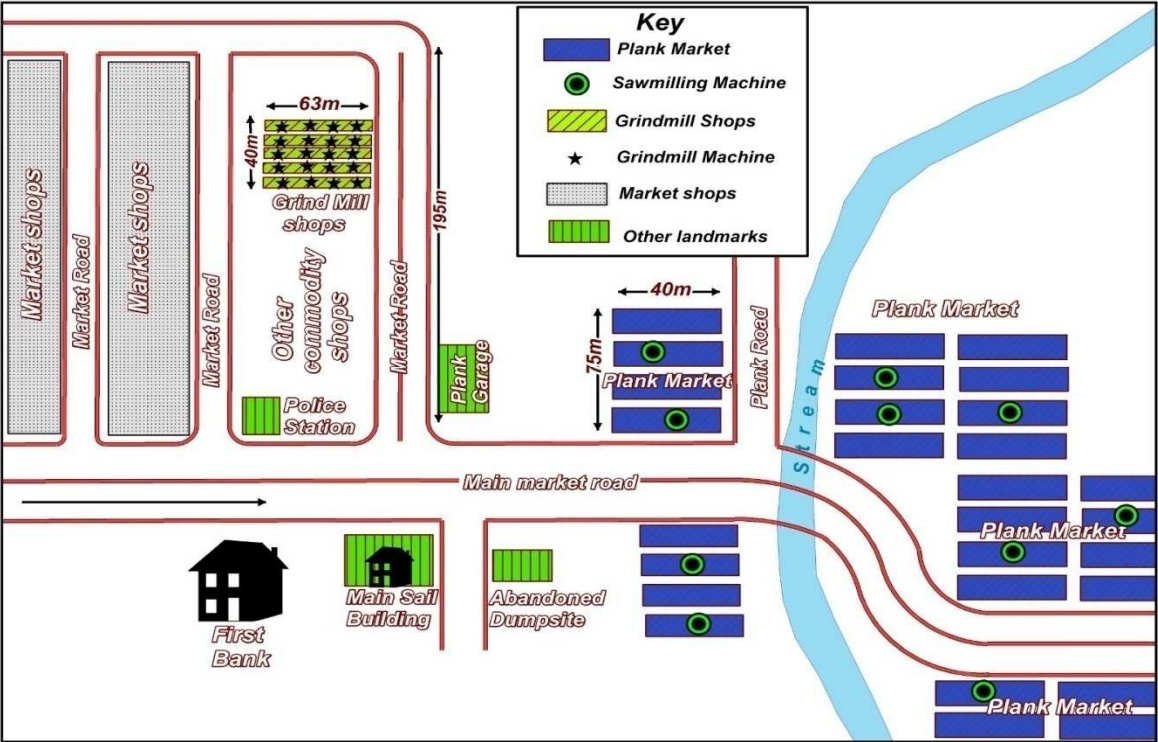 Key
Plank Market
Sawmilling Machine
Grindmill Shops
Grindmill Machine
Market shops
Other landmarks
63m
40m
Grind Mill
shops
195m
Market shops
Market Road
Market shops
Market Road
Other
commodity
shops
Market Road
Police
Station
Plank
Garage
40m
75m
Plank Market
Plank Road
Stream
Plank Market
Main market road
Plank Market
First
Bank
Main Sail
Building
Abandoned
Dumpsite
Plank Market